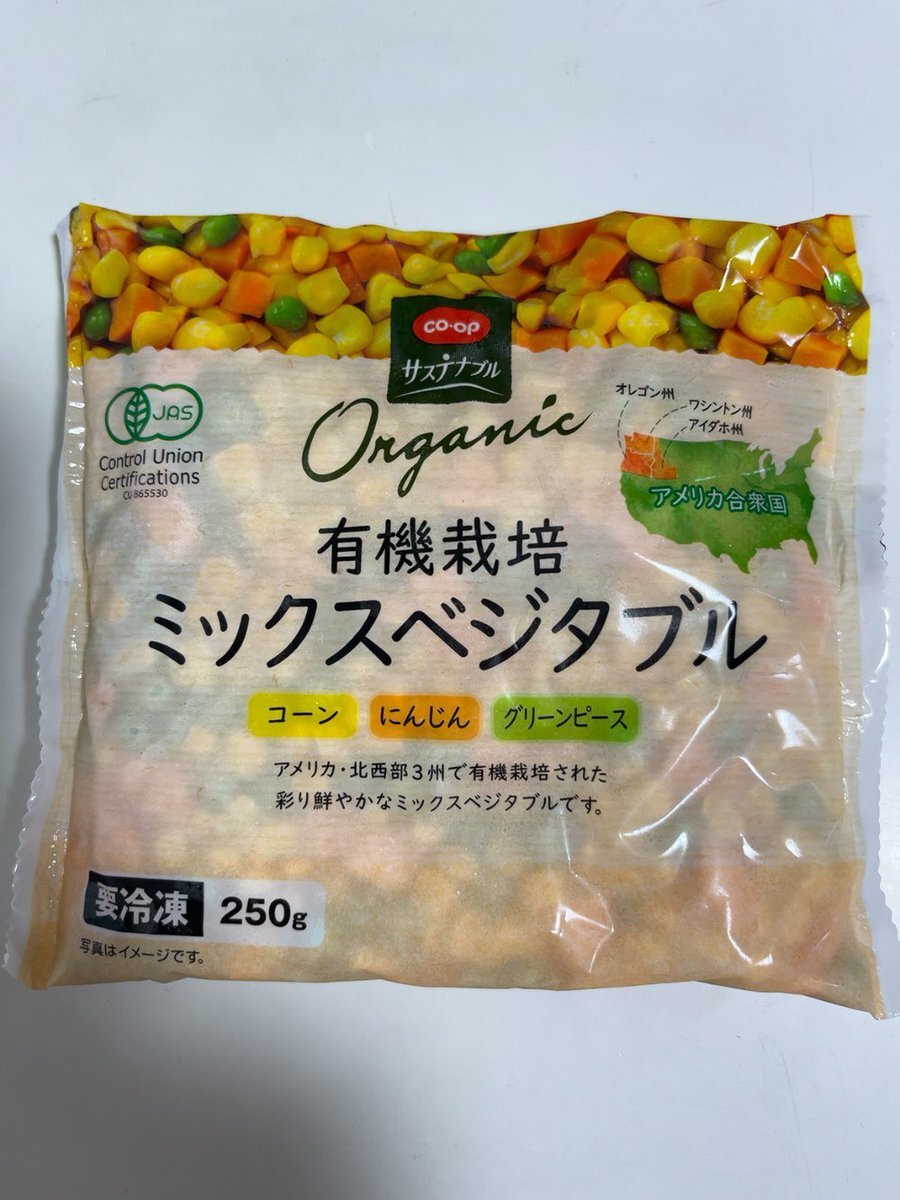 co-op
サステナブル
JAS
Control Union
Certifications
CU 865530
Organic
オレゴン州
ワシントン州
アイダホ州
アメリカ合衆国
有機栽培
ミックスベジタブル
コーン にんじん グリーンピース
アメリカ・北西部3州で有機栽培された
彩り鮮やかなミックスベジタブルです。
要冷凍 250g
写真はイメージです。